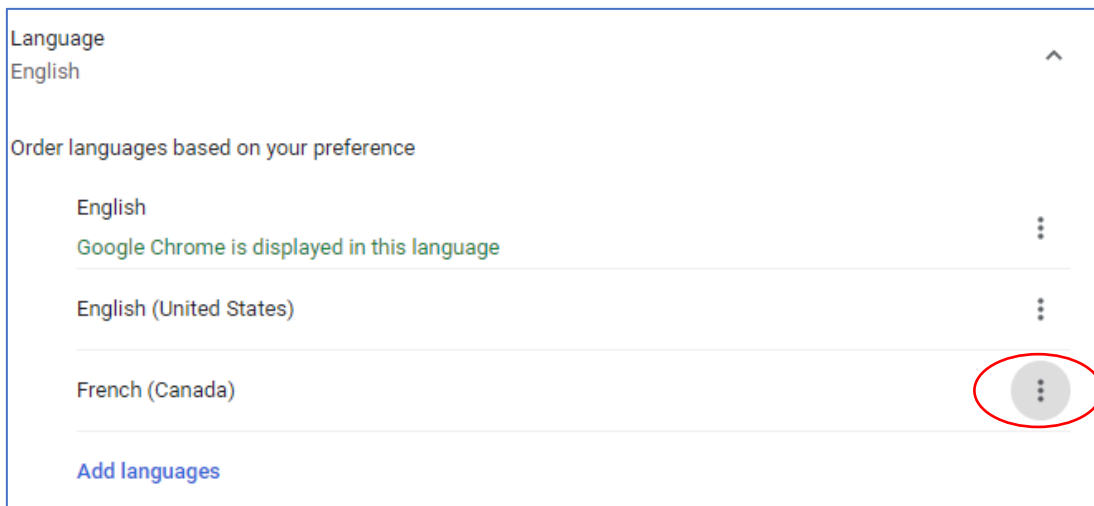 Language
English
Order languages based on your preference
English
Google Chrome is displayed in this language
English (United States)
French (Canada)
Add languages